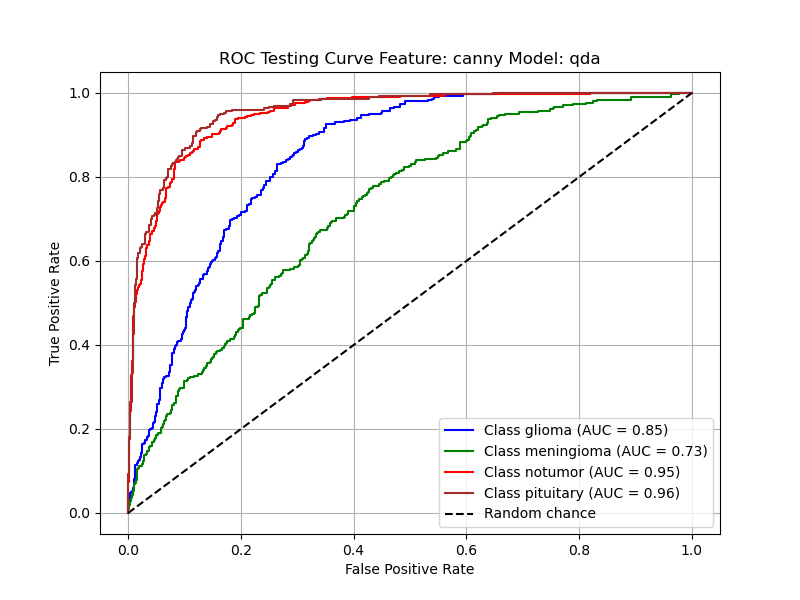 ROC Testing Curve Feature: canny Model: qda
True Positive Rate
1.0
0.8
0.6
0.4
0.2
0.0
Class glioma (AUC = 0.85)
Class meningioma (AUC = 0.73)
Class notumor (AUC = 0.95)
Class pituitary (AUC = 0.96)
Random chance
0.0 0.2 0.4 0.6 0.8 1.0
False Positive Rate